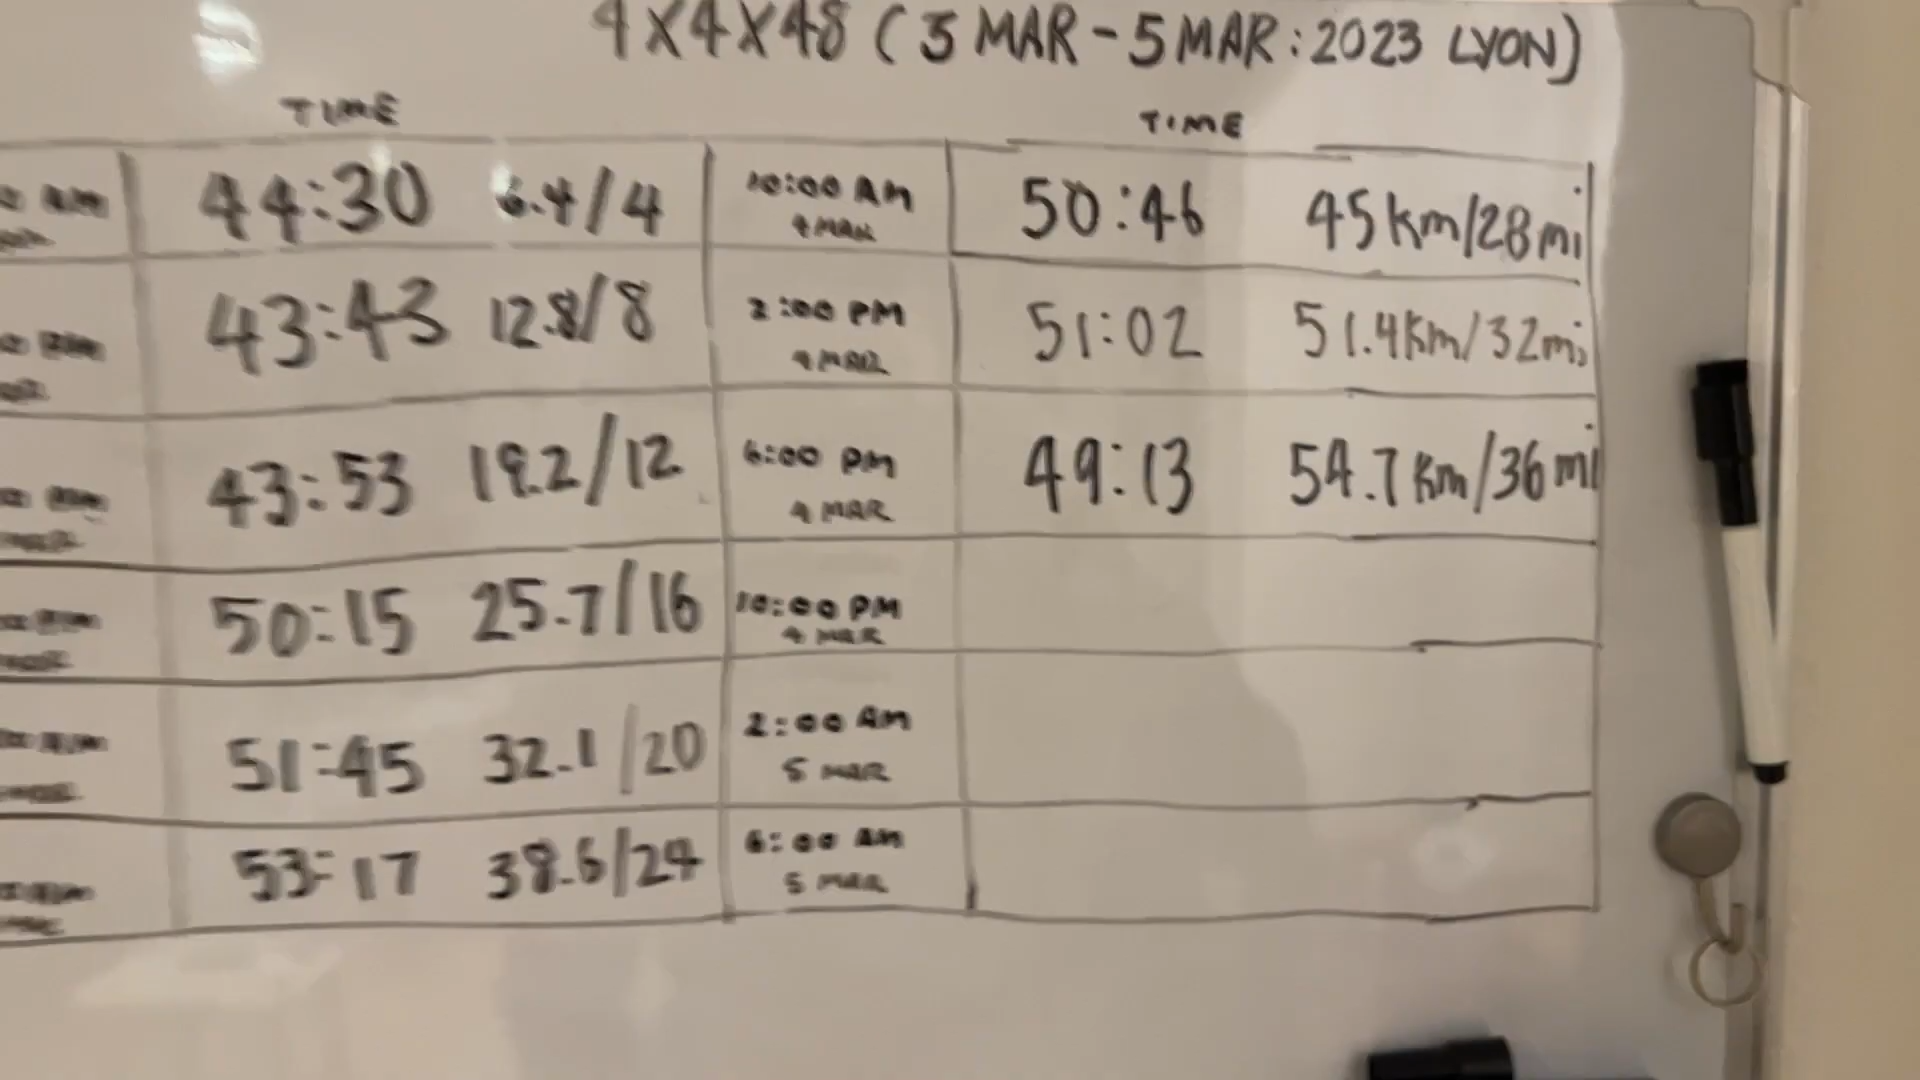 4X4X48 (3 MAR - 5 MAR: 2023 LYON)
TIME TIME
AM 44:30 6.4/4 10:00 AM 50:46 45km/28mi
4 MAR
PM 43:43 12.8/8 2:00 PM 51:02 51.4km/32mi
4 MAR
43:53 19.2/12 6:00 PM 49:13 54.7km/36mi
4 MAR
50:15 25.7/16 10:00 PM
4 MAR
51:45 32.1/20 2:00 AM
5 MAR
53:17 38.6/24 6:00 AM
5 MAR